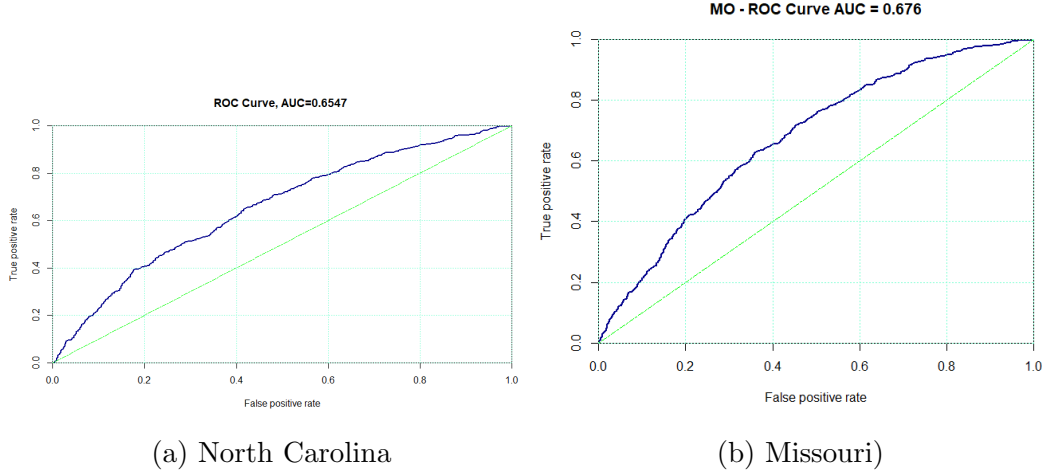 MO - ROC Curve AUC = 0.676
ROC Curve, AUC=0.6547
True positive rate
0.0 0.2 0.4 0.6 0.8 1.0
0.0 0.2 0.4 0.6 0.8 1.0
False positive rate
True positive rate
0.0 0.2 0.4 0.6 0.8 1.0
0.0 0.2 0.4 0.6 0.8 1.0
False positive rate
(a) North Carolina
(b) Missouri)